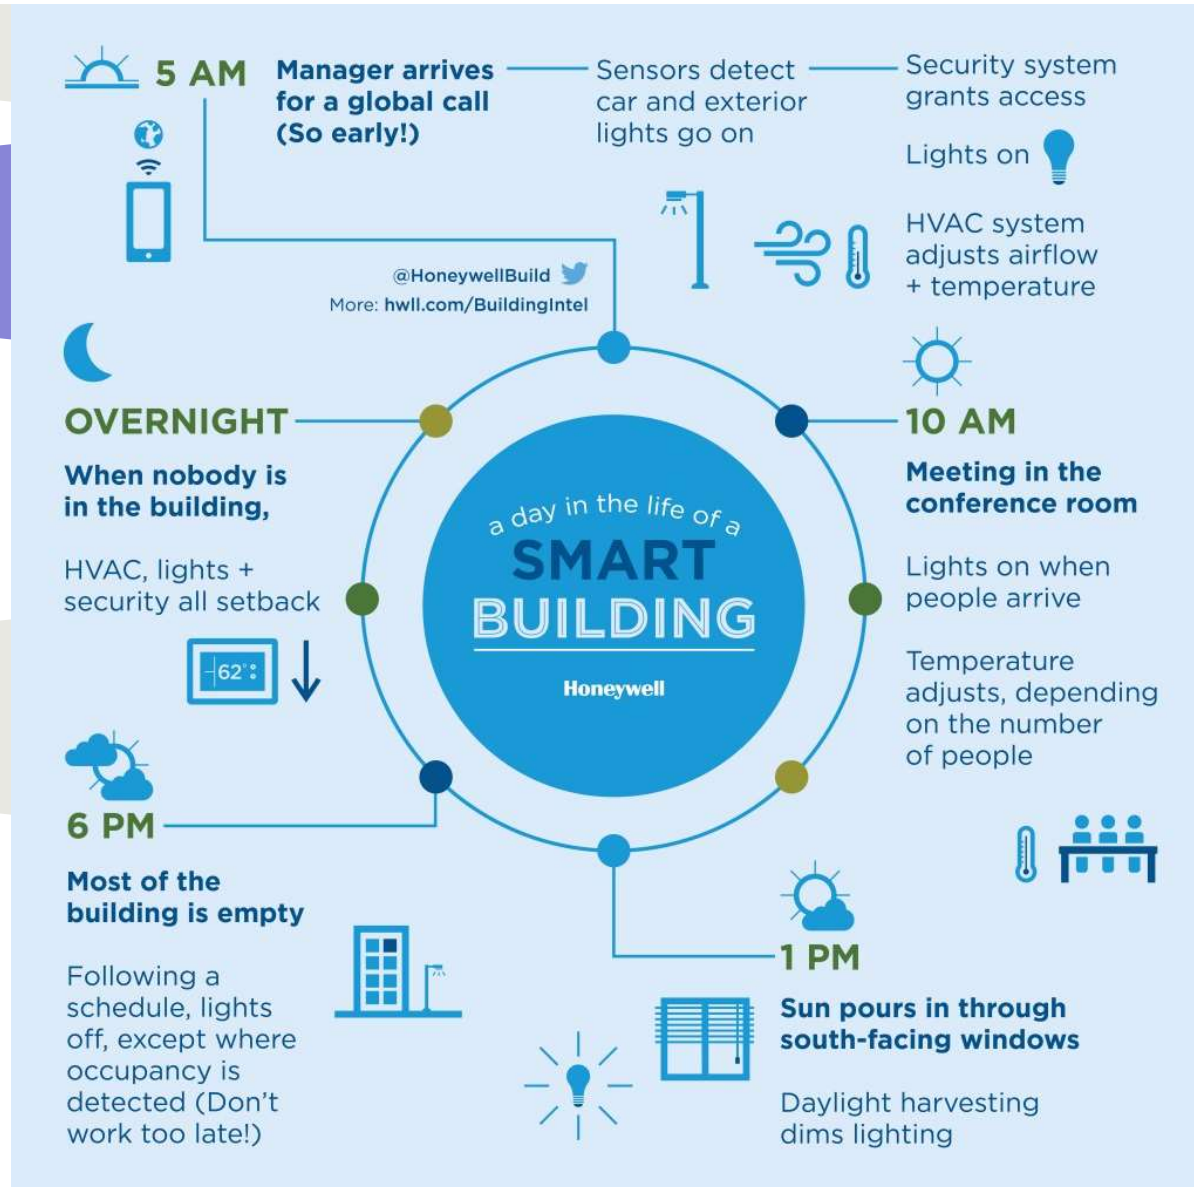 5 AM
Manager arrives
for a global call
(So early!)
Sensors detect
car and exterior
lights go on
Security system
grants access
Lights on
HVAC system
adjusts airflow
+ temperature
@HoneywellBuild
More: hwll.com/BuildingIntel
10 AM
Meeting in the
conference room
Lights on when
people arrive
Temperature
adjusts, depending
on the number
of people
1 PM
Sun pours in through
south-facing windows
Daylight harvesting
dims lighting
6 PM
Most of the
building is empty
Following a
schedule, lights
off, except where
occupancy is
detected (Don't
work too late!)
OVERNIGHT
When nobody is
in the building,
HVAC, lights +
security all setback
62°
a day in the life of a
SMART
BUILDING
Honeywell